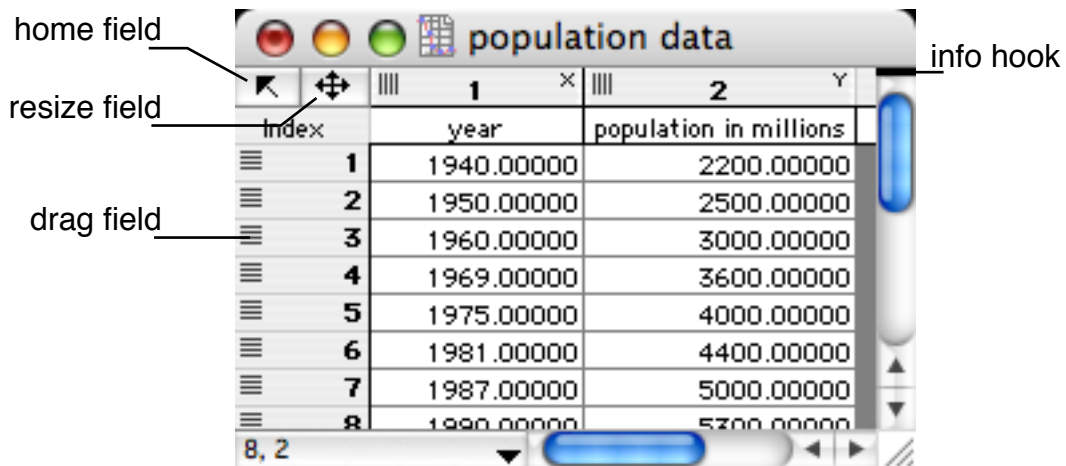 home field
population data
info hook
1 X 2 Y
resize field
Index year population in millions
1 1940.00000 2200.00000
2 1950.00000 2500.00000
drag field
3 1960.00000 3000.00000
4 1969.00000 3600.00000
5 1975.00000 4000.00000
6 1981.00000 4400.00000
7 1987.00000 5000.00000
8 1990.00000 5300.00000
8, 2